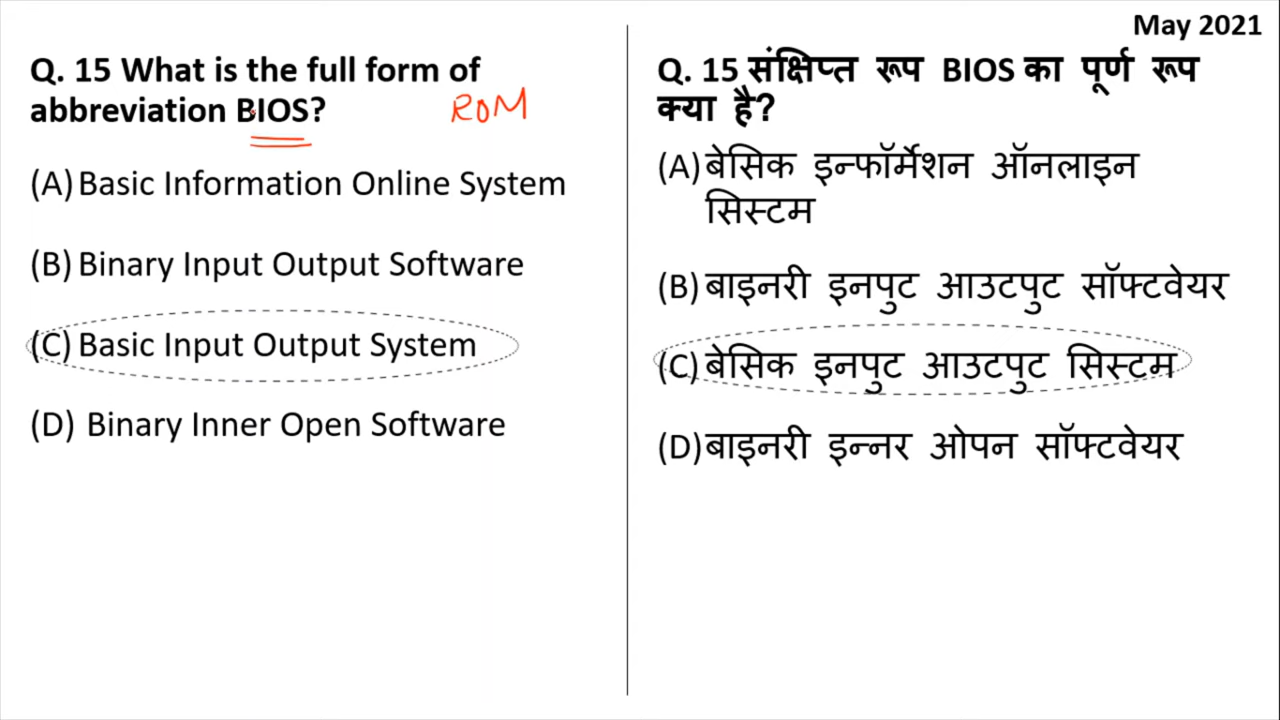 May 2021
Q. 15 What is the full form of
abbreviation BIOS?
ROM
(A) Basic Information Online System
(B) Binary Input Output Software
(C) Basic Input Output System
(D) Binary Inner Open Software
Q. 15 संक्षिप्त रूप BIOS का पूर्ण रूप
क्या है?
(A) बेसिक इन्फॉर्मेशन ऑनलाइन
सिस्टम
(B) बाइनरी इनपुट आउटपुट सॉफ्टवेयर
(C) बेसिक इनपुट आउटपुट सिस्टम
(D) बाइनरी इन्नर ओपन सॉफ्टवेयर